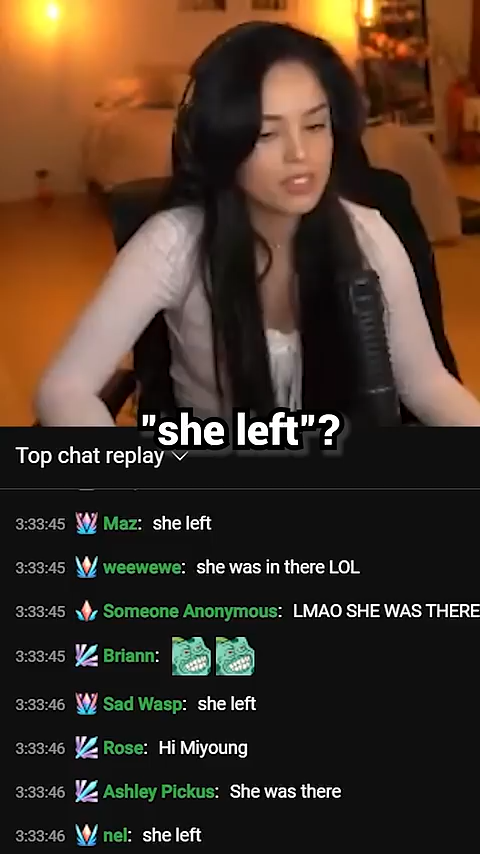 "she left"?
Top chat replay
3:33:45 Maz: she left
3:33:45 weewewe: she was in there LOL
3:33:45 Someone Anonymous: LMAO SHE WAS THERE
3:33:45 Briann:
3:33:46 Sad Wasp: she left
3:33:46 Rose: Hi Miyoung
3:33:46 Ashley Pickus: She was there
3:33:46 nel: she left